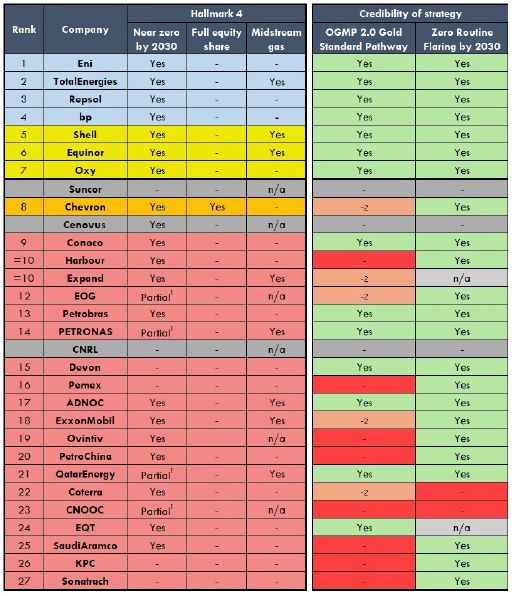 Hallmark 4 Credibility of strategy
Rank Company Near zero by 2030 Full equity share Midstream gas OGMP 2.0 Gold Standard Pathway Zero Routine Flaring by 2030
1 Eni Yes - - Yes Yes
2 TotalEnergies Yes - Yes Yes Yes
3 Repsol Yes - - Yes Yes
4 bp Yes - - Yes Yes
5 Shell Yes - Yes Yes Yes
6 Equinor Yes - Yes Yes Yes
7 Oxy Yes - - Yes Yes
Suncor - - n/a - -
8 Chevron Yes Yes - -² Yes
Cenovus Yes - n/a - -
9 Conoco Yes - - Yes Yes
=10 Harbour Yes - - - Yes
=10 Expand Yes - Yes -² n/a
12 EOG Partial¹ - n/a -² Yes
13 Petrobras Yes - - Yes Yes
14 PETRONAS Partial¹ - Yes Yes Yes
CNRL - - n/a - -
15 Devon - - - Yes Yes
16 Pemex - - - - Yes
17 ADNOC Yes - Yes Yes Yes
18 ExxonMobil Yes - Yes -² Yes
19 Ovintiv Yes - n/a - Yes
20 PetroChina Yes - - - Yes
21 QatarEnergy Partial¹ - Yes Yes Yes
22 Coterra Yes - - -² -
23 CNOOC Partial¹ - n/a - -
24 EQT Yes - - Yes n/a
25 SaudiAramco Yes - - - Yes
26 KPC - - - - Yes
27 Sonatrach - - - - Yes